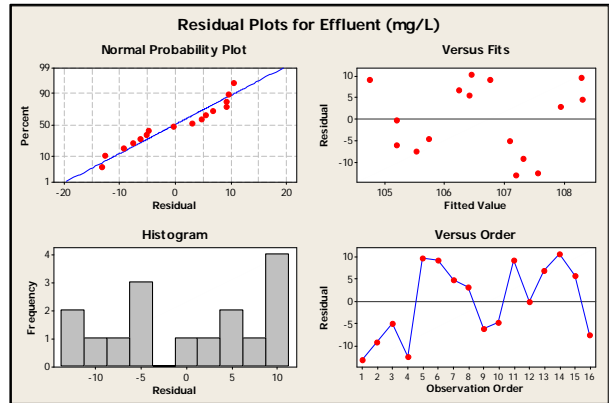 Residual Plots for Effluent (mg/L)
Normal Probability Plot
99
90
50
10
1
Percent
-20 -10 0 10 20
Residual
Versus Fits
10
5
0
-5
-10
Residual
105 106 107 108
Fitted Value
Histogram
4
3
2
1
0
Frequency
-10 -5 0 5 10
Residual
Versus Order
10
5
0
-5
-10
Residual
1 2 3 4 5 6 7 8 9 10 11 12 13 14 15 16
Observation Order